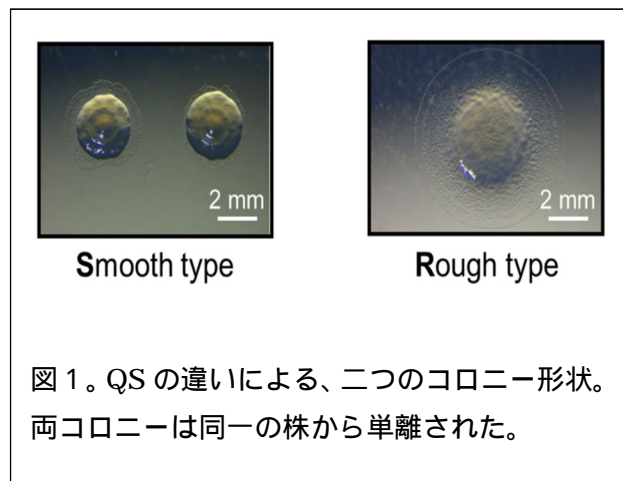 2 mm
2 mm
Smooth type
Rough type
図1。QSの違いによる、二つのコロニー形状。
両コロニーは同一の株から単離された。